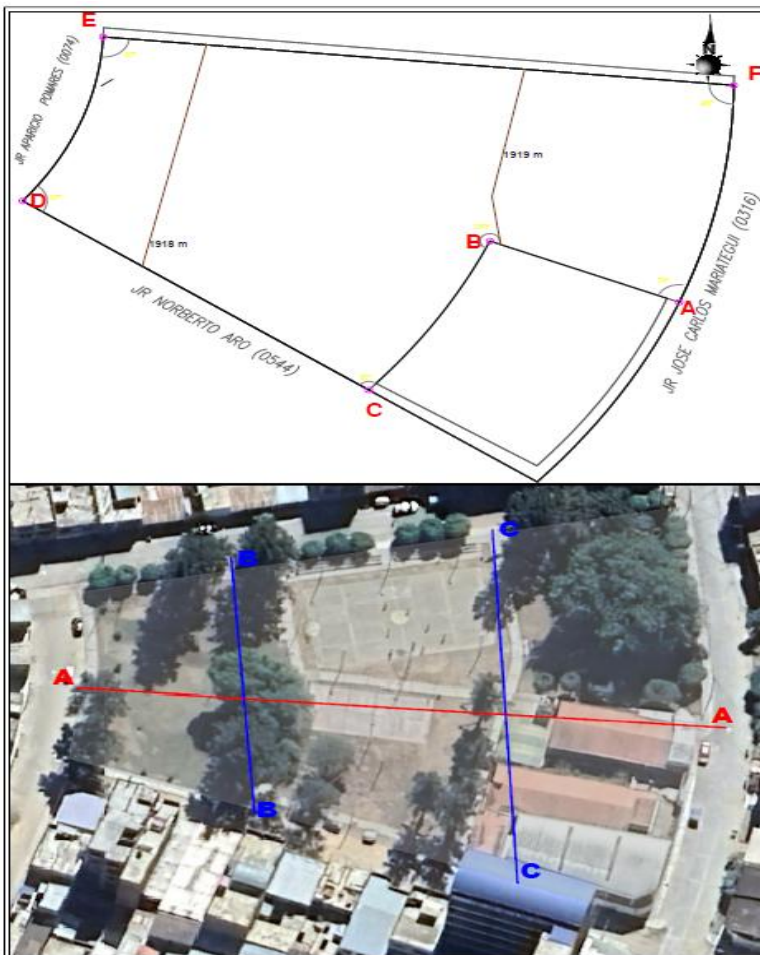 E
F
N
JR APARICIO POMARES (0074)
1919 m
D
B
1918 m
A
JR JOSE CARLOS MARIATEGUI (0316)
JR NORBERTO ARO (0544)
C
C
B
A
A
B
C